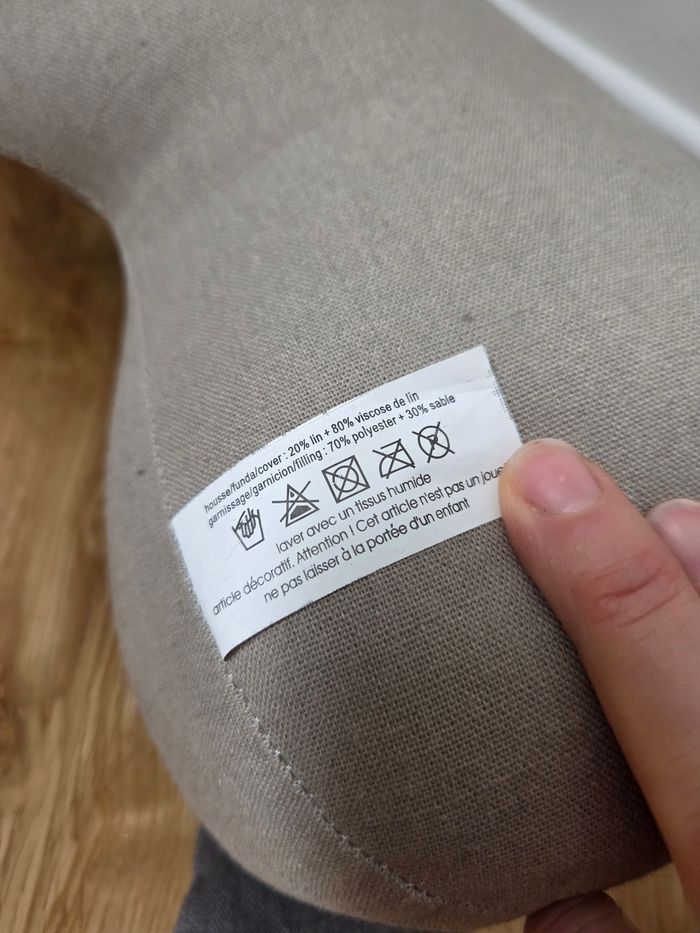 housse/funda/cover : 20% lin + 80% viscose de lin
garnissage/garnicion/filling : 70% polyester + 30% sable
laver avec un tissus humide
article décoratif. Attention ! Cet article n'est pas un joue
ne pas laisser à la portée d'un enfant